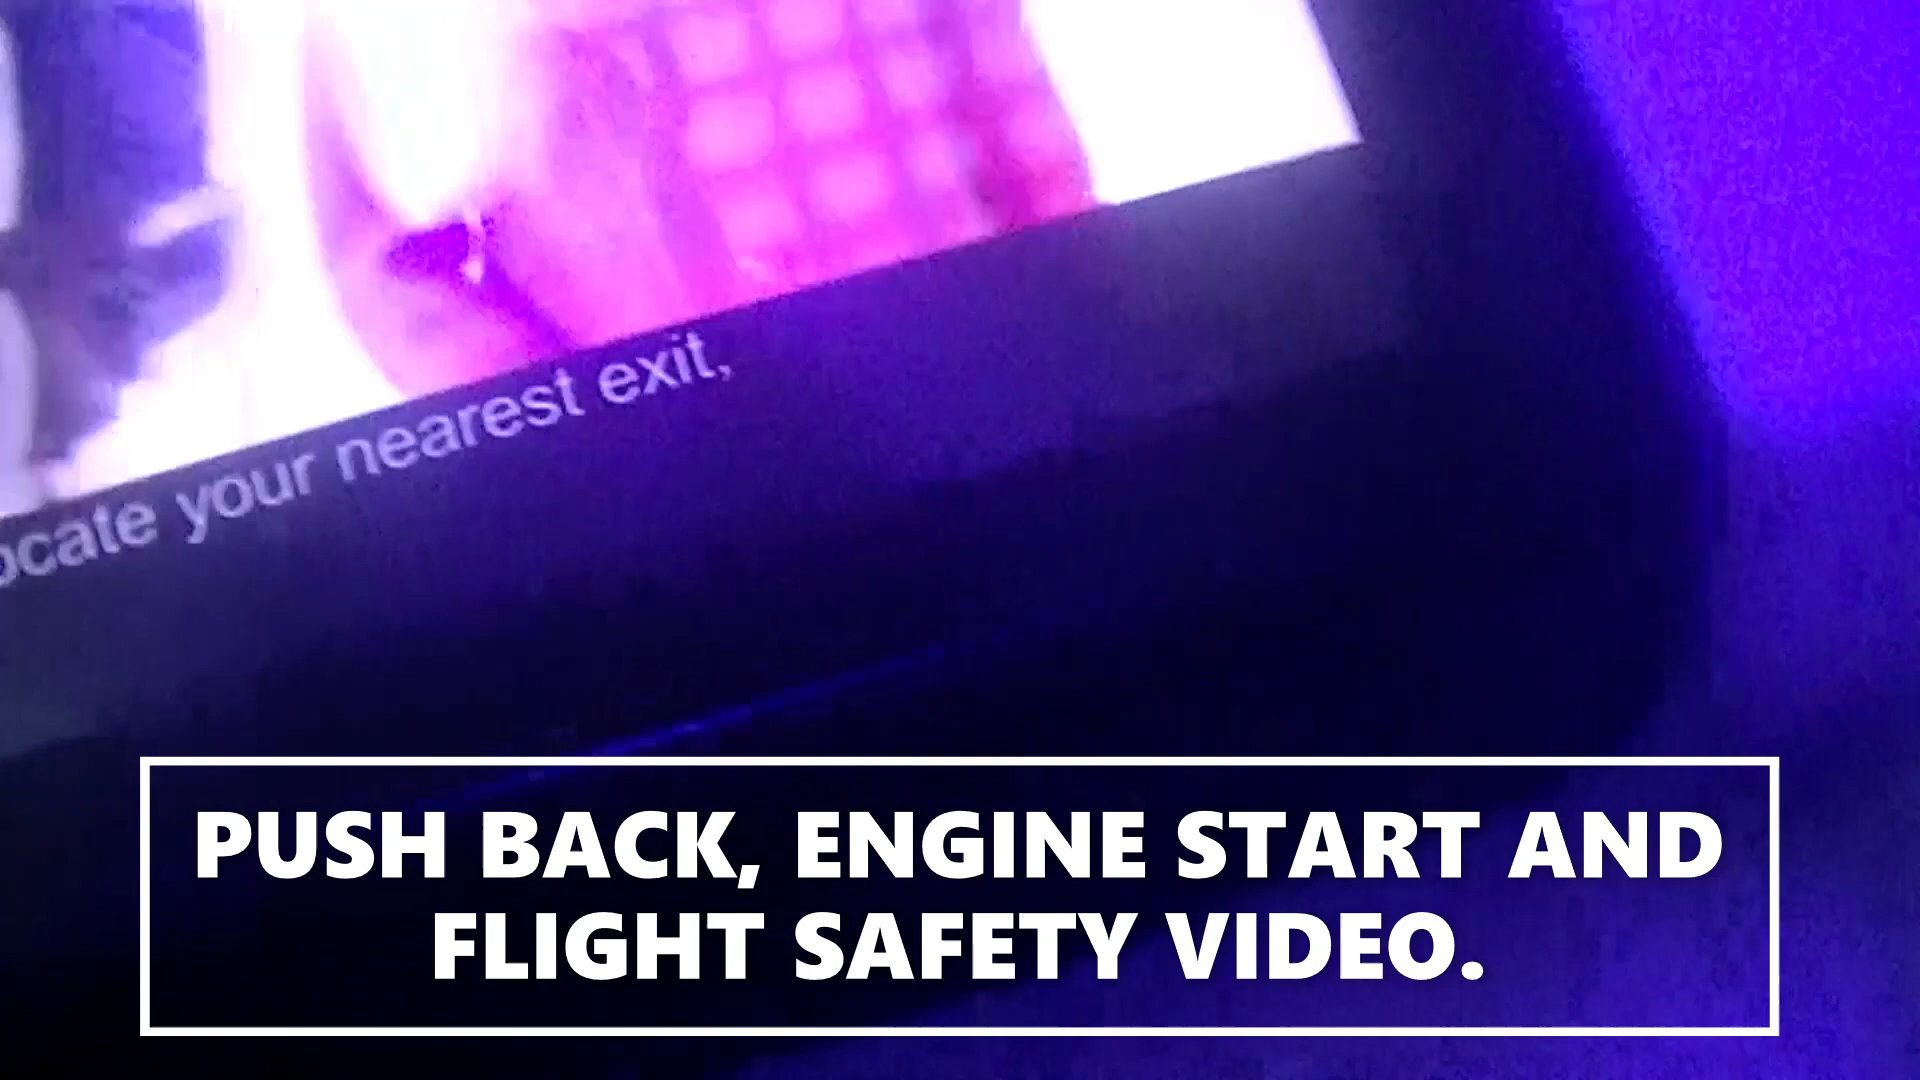 ocate your nearest exit,
PUSH BACK, ENGINE START AND
FLIGHT SAFETY VIDEO.